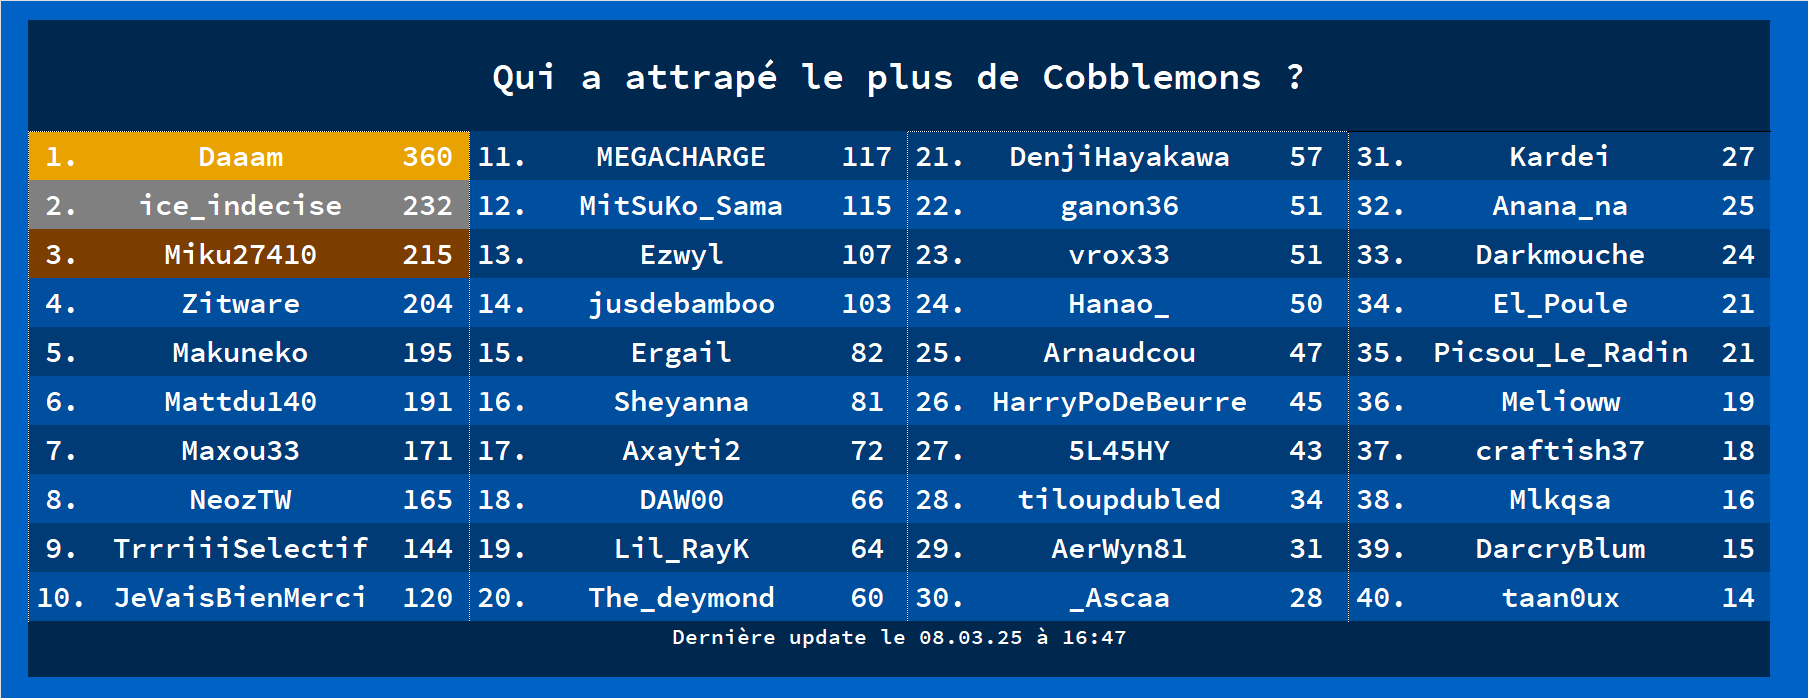 Qui a attrapé le plus de Cobblemons ?
1. Daaam 360
2. ice_indecise 232
3. Miku27410 215
4. Zitware 204
5. Makuneko 195
6. Mattdu140 191
7. Maxou33 171
8. NeozTW 165
9. TrrriiiSelectif 144
10. JeVaisBienMerci 120
11. MEGACHARGE 117
12. MitSuKo_Sama 115
13. Ezwyl 107
14. jusdebamboo 103
15. Ergail 82
16. Sheyanna 81
17. Axayti2 72
18. DAW00 66
19. Lil_RayK 64
20. The_deymond 60
21. DenjiHayakawa 57
22. ganon36 51
23. vrox33 51
24. Hanao_ 50
25. Arnaudcou 47
26. HarryPoDeBeurre 45
27. 5L45HY 43
28. tiloupdubled 34
29. AerWyn81 31
30. _Ascaa 28
31. Kardei 27
32. Anana_na 25
33. Darkmouche 24
34. El_Poule 21
35. Picsou_Le_Radin 21
36. Melioww 19
37. craftish37 18
38. Mlkqsa 16
39. DarcryBlum 15
40. taan0ux 14
Dernière update le 08.03.25 à 16:47